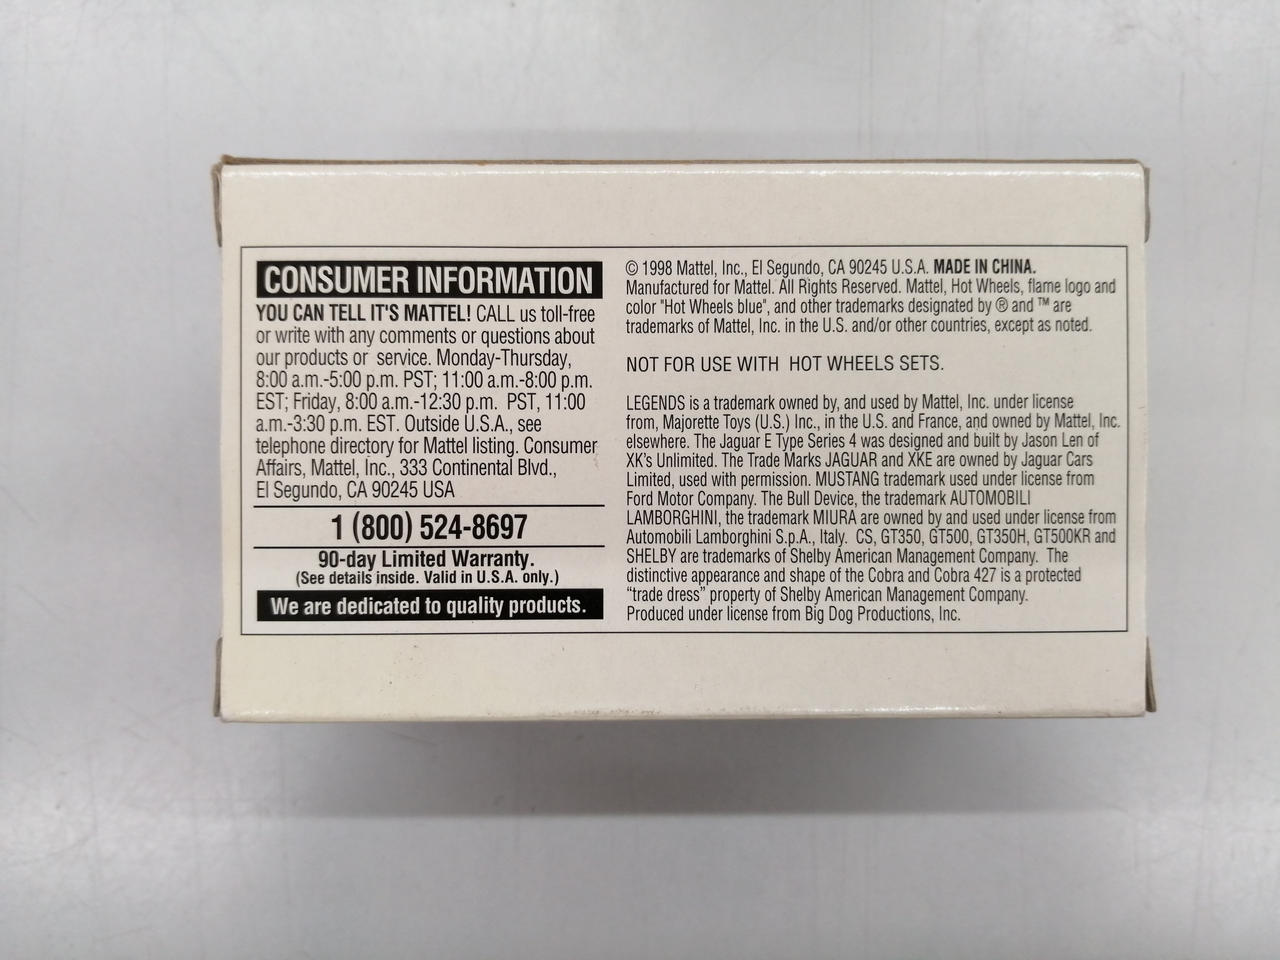 CONSUMER INFORMATION
YOU CAN TELL IT'S MATTEL! CALL us toll-free
or write with any comments or questions about
our products or service. Monday-Thursday,
8:00 a.m.-5:00 p.m. PST; 11:00 a.m.-8:00 p.m.
EST; Friday, 8:00 a.m.-12:30 p.m. PST, 11:00
a.m.-3:30 p.m. EST. Outside U.S.A., see
telephone directory for Mattel listing. Consumer
Affairs, Mattel, Inc., 333 Continental Blvd.,
El Segundo, CA 90245 USA
1 (800) 524-8697
90-day Limited Warranty.
(See details inside. Valid in U.S.A. only.)
We are dedicated to quality products.
© 1998 Mattel, Inc., El Segundo, CA 90245 U.S.A. MADE IN CHINA.
Manufactured for Mattel. All Rights Reserved. Mattel, Hot Wheels, flame logo and
color "Hot Wheels blue", and other trademarks designated by ® and ™ are
trademarks of Mattel, Inc. in the U.S. and/or other countries, except as noted.
NOT FOR USE WITH HOT WHEELS SETS.
LEGENDS is a trademark owned by, and used by Mattel, Inc. under license
from, Majorette Toys (U.S.) Inc., in the U.S. and France, and owned by Mattel, Inc.
elsewhere. The Jaguar E Type Series 4 was designed and built by Jason Len of
XK's Unlimited. The Trade Marks JAGUAR and XKE are owned by Jaguar Cars
Limited, used with permission. MUSTANG trademark used under license from
Ford Motor Company. The Bull Device, the trademark AUTOMOBILI
LAMBORGHINI, the trademark MIURA are owned by and used under license from
Automobili Lamborghini S.p.A., Italy. CS, GT350, GT500, GT350H, GT500KR and
SHELBY are trademarks of Shelby American Management Company. The
distinctive appearance and shape of the Cobra and Cobra 427 is a protected
"trade dress" property of Shelby American Management Company.
Produced under license from Big Dog Productions, Inc.